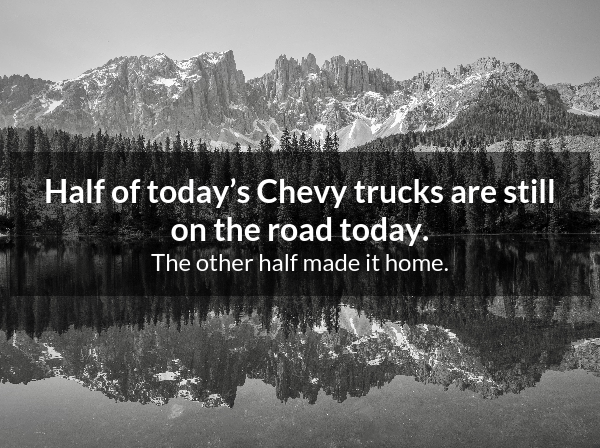 Half of today’s Chevy trucks are still
on the road today.
The other half made it home.